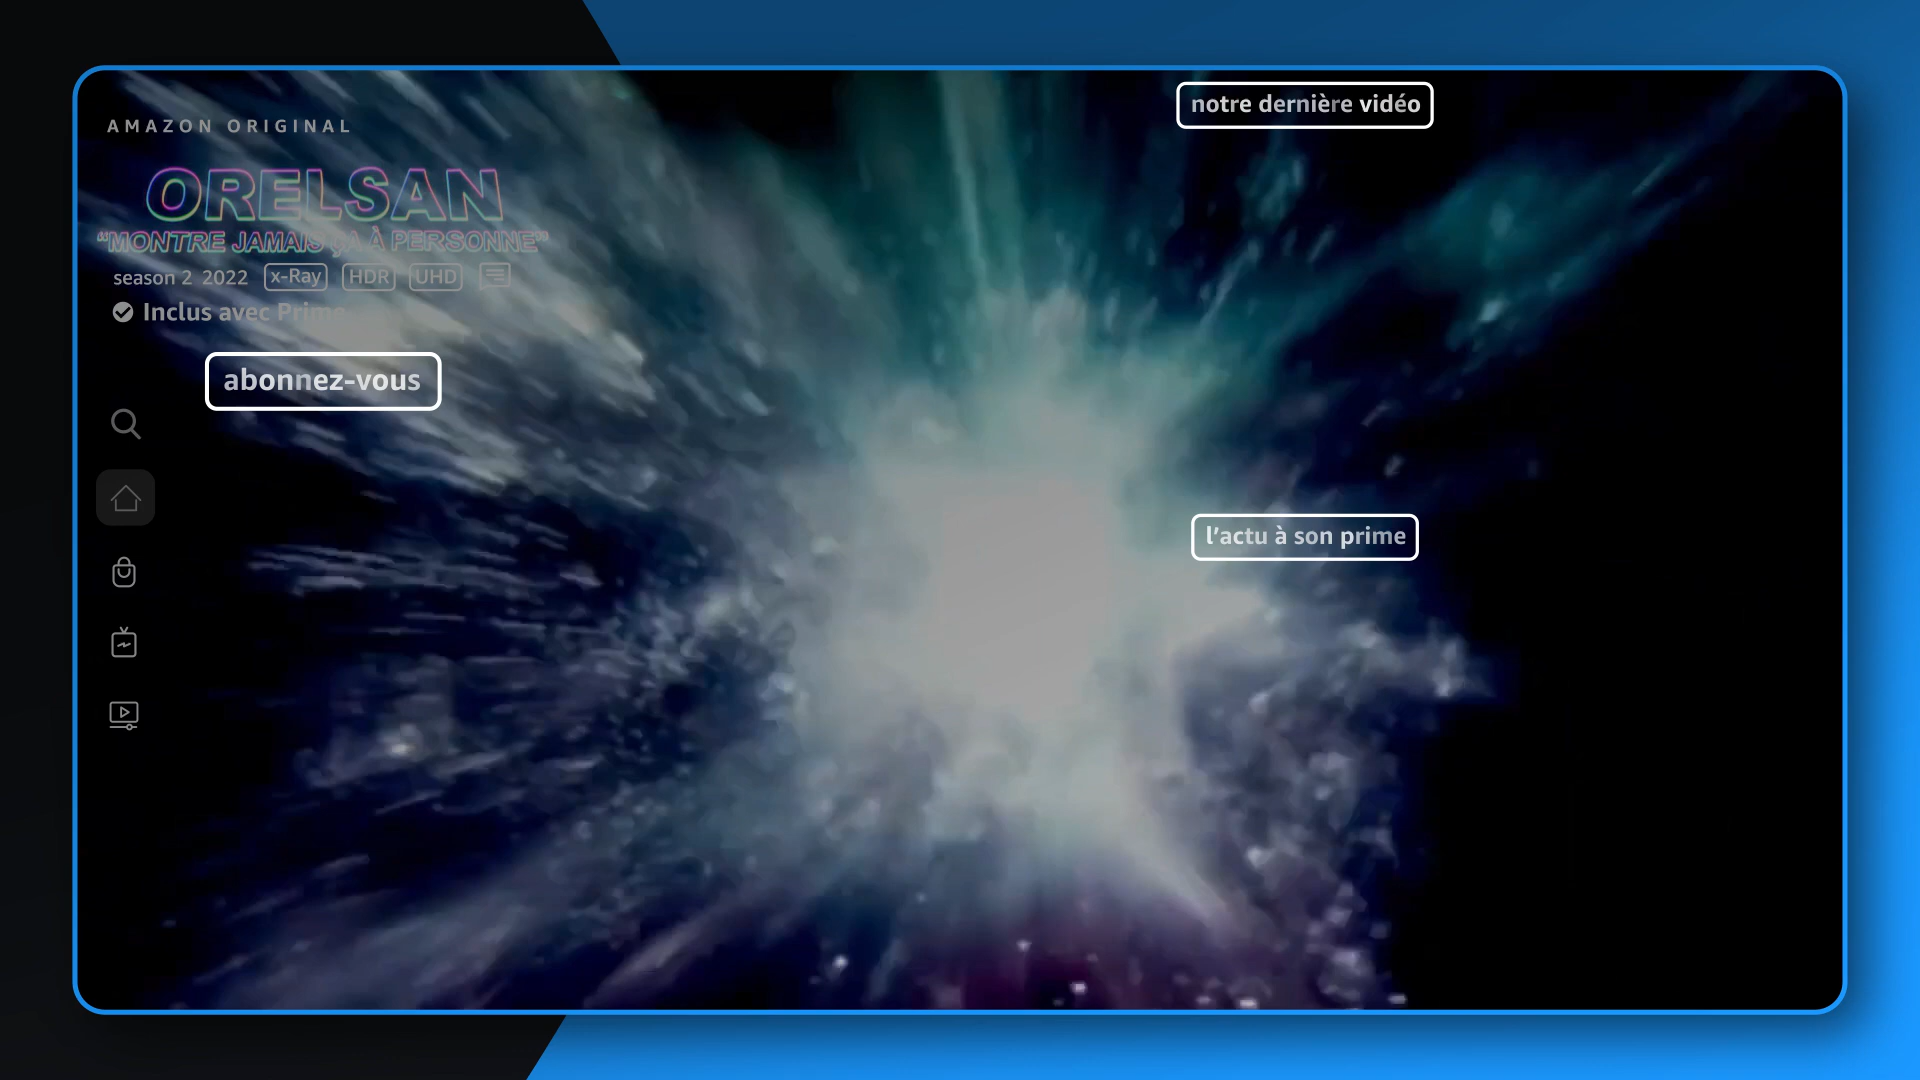 notre dernière vidéo
AMAZON ORIGINAL
ORELSAN
“MONTRE JAMAIS ÇA À PERSONNE”
season 2 2022 x-Ray HDR UHD
Inclus avec Prime
abonnez-vous
l’actu à son prime